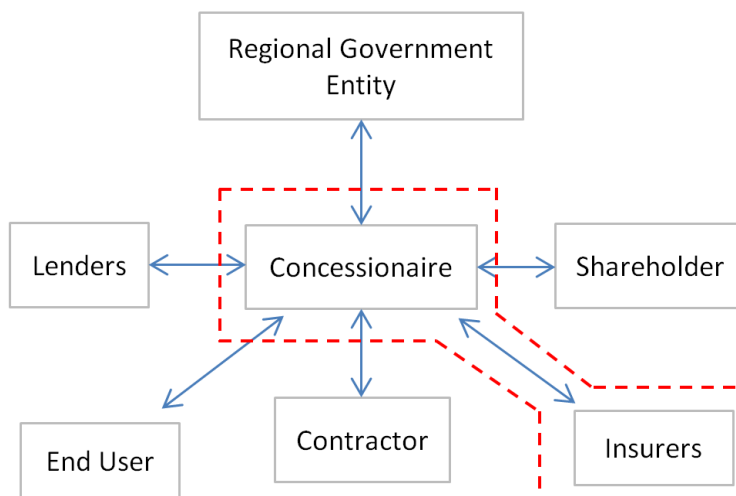 Regional Government
Entity
Lenders
Concessionaire
Shareholder
End User
Contractor
Insurers